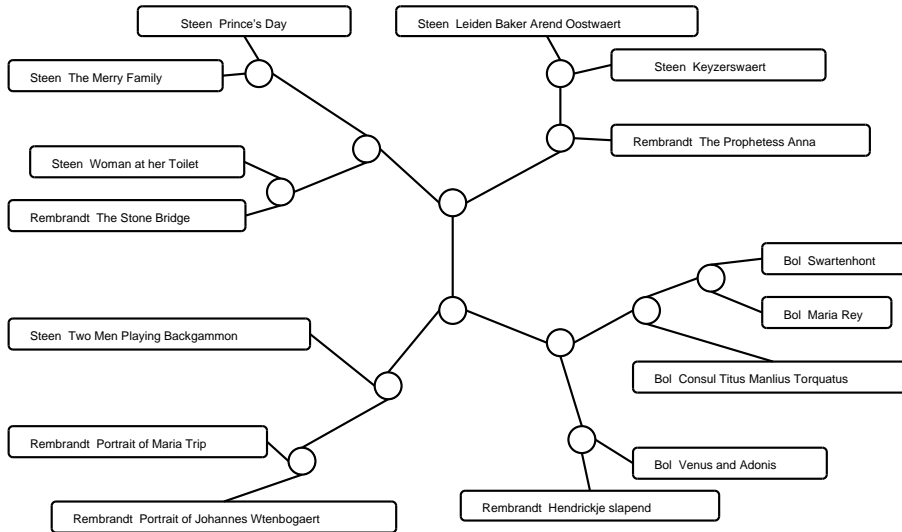 Steen Prince's Day
Steen Leiden Baker Arend Oostwaert
Steen The Merry Family
Steen Keyzerswaert
Rembrandt The Prophetess Anna
Steen Woman at her Toilet
Rembrandt The Stone Bridge
Bol Swartenhont
Bol Maria Rey
Steen Two Men Playing Backgammon
Bol Consul Titus Manlius Torquatus
Rembrandt Portrait of Maria Trip
Bol Venus and Adonis
Rembrandt Hendrickje slapend
Rembrandt Portrait of Johannes Wtenbogaert